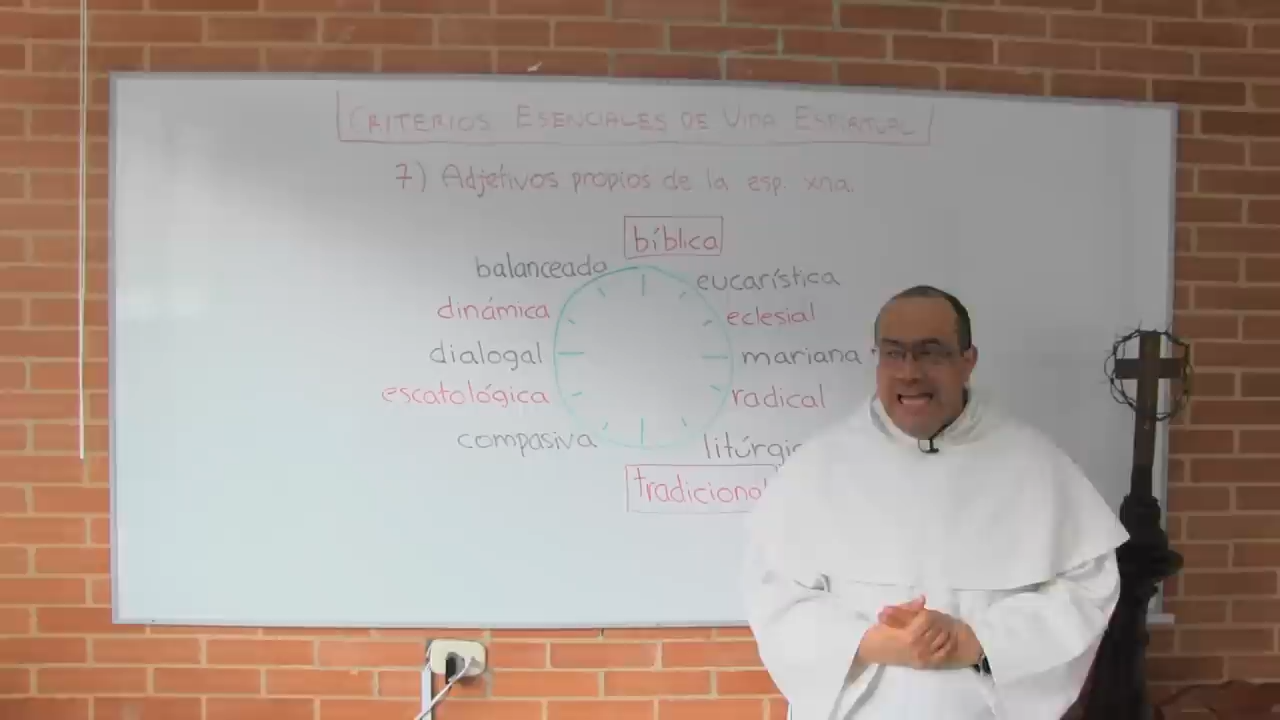 CRITERIOS ESENCIALES DE VIDA ESPIRITUAL
7) Adjetivos propios de la esp. xna.
bíblica
balanceado eucarística
dinámica eclesial
dialogal mariana
escatológica radical
compasiva litúrgic
tradicional